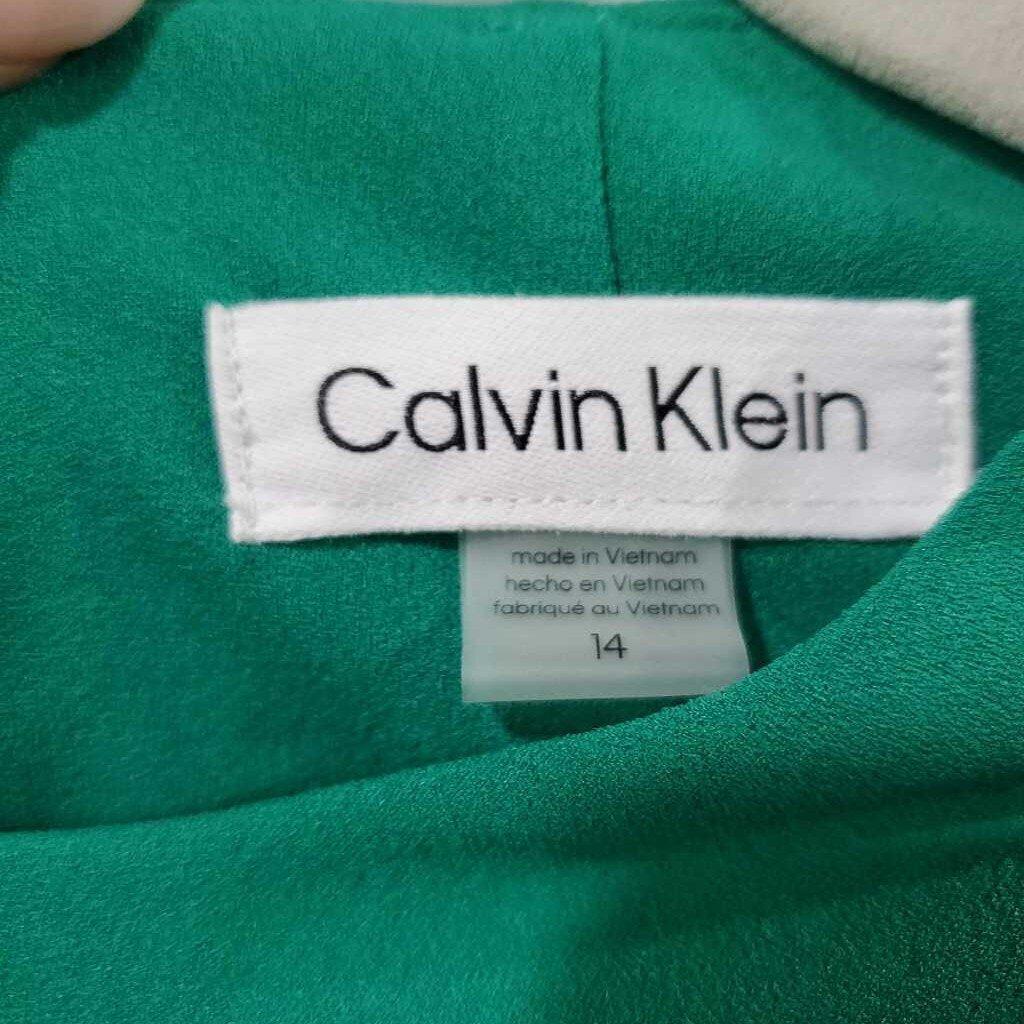 Calvin Klein
made in Vietnam
hecho en Vietnam
fabriqué au Vietnam
14